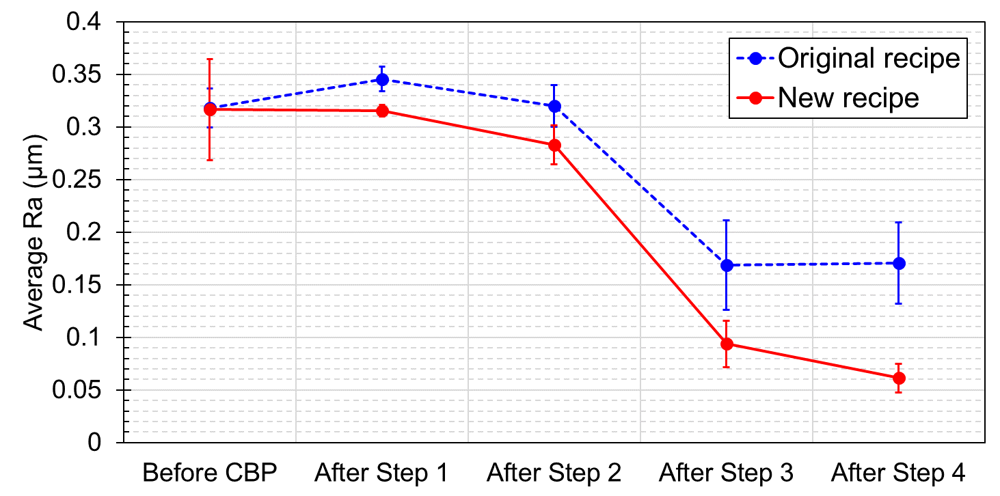 0.4
0.35
0.3
0.25
0.2
0.15
0.1
0.05
0
Average Ra (μm)
Original recipe
New recipe
Before CBP
After Step 1
After Step 2
After Step 3
After Step 4